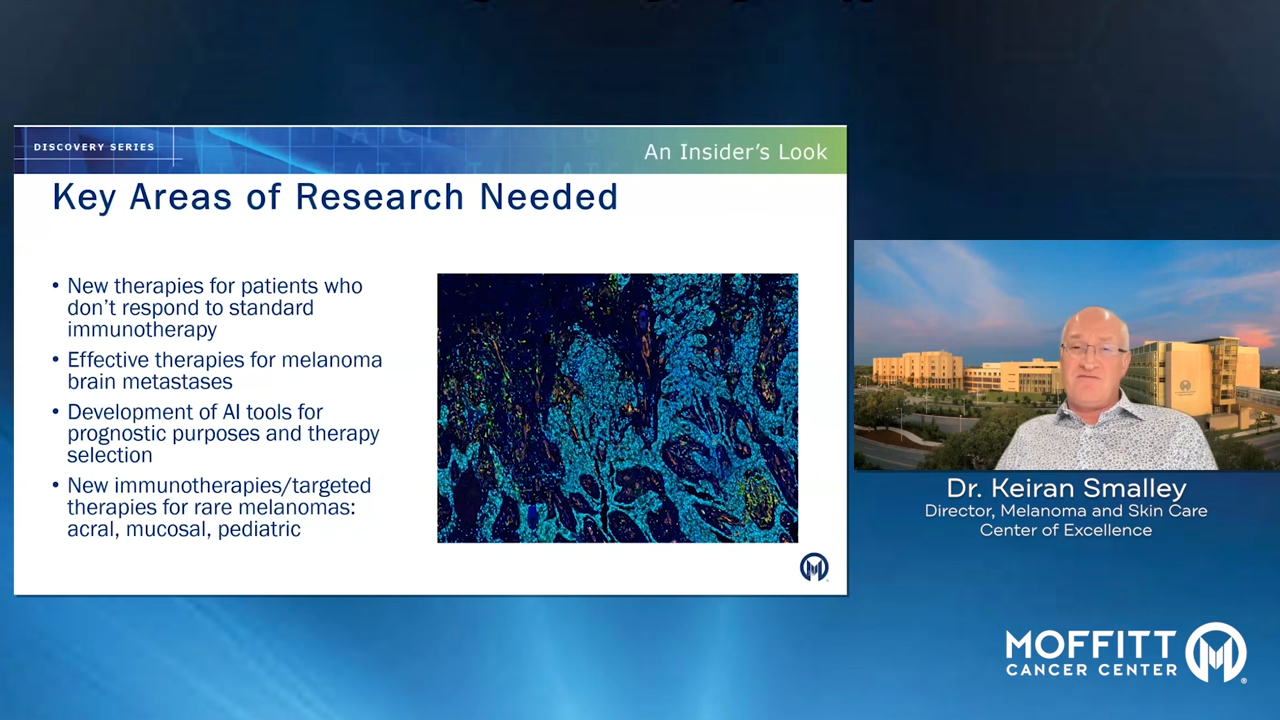 DISCOVERY SERIES
An Insider's Look
Key Areas of Research Needed
• New therapies for patients who
don't respond to standard
immunotherapy
• Effective therapies for melanoma
brain metastases
• Development of AI tools for
prognostic purposes and therapy
selection
• New immunotherapies/targeted
therapies for rare melanomas:
acral, mucosal, pediatric
Dr. Keiran Smalley
Director, Melanoma and Skin Care
Center of Excellence
MOFFITT
CANCER CENTER